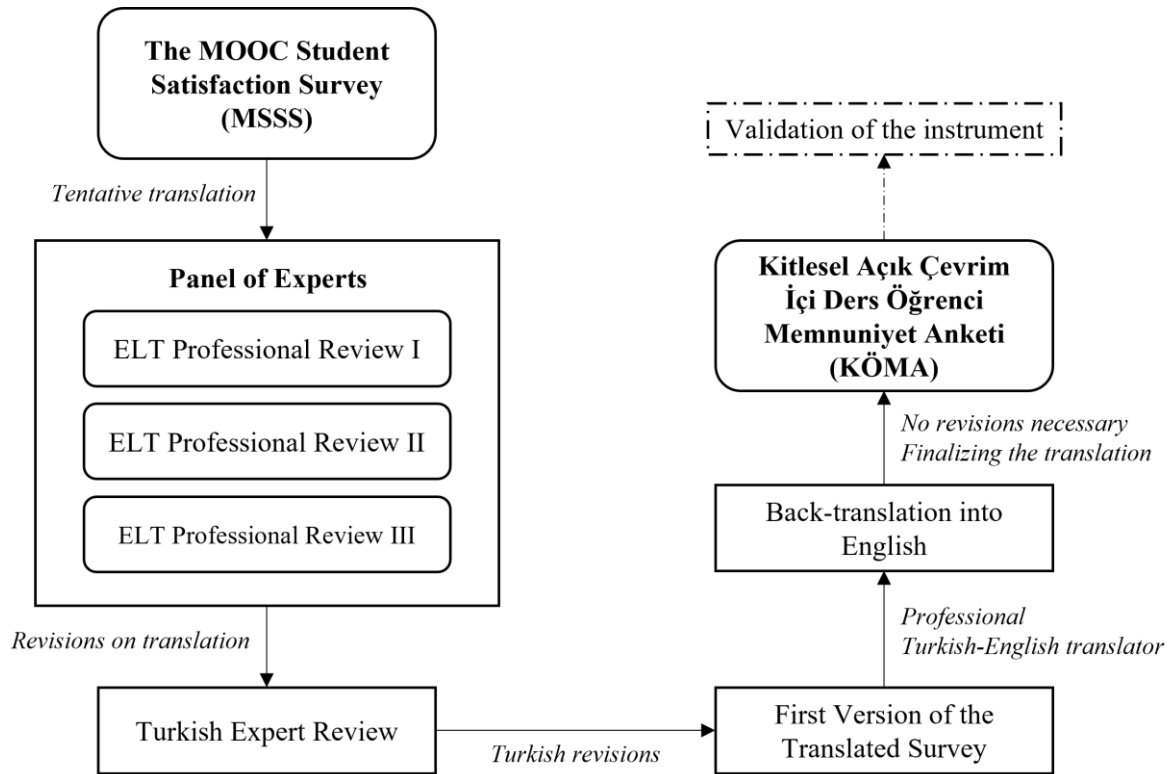 The MOOC Student
Satisfaction Survey
(MSSS)
Tentative translation
Panel of Experts
ELT Professional Review I
ELT Professional Review II
ELT Professional Review III
Revisions on translation
Turkish Expert Review
Turkish revisions
First Version of the
Translated Survey
Professional
Turkish-English translator
Back-translation into
English
No revisions necessary
Finalizing the translation
Kitlesel Açık Çevrim
İçi Ders Öğrenci
Memnuniyet Anketi
(KÖMA)
Validation of the instrument